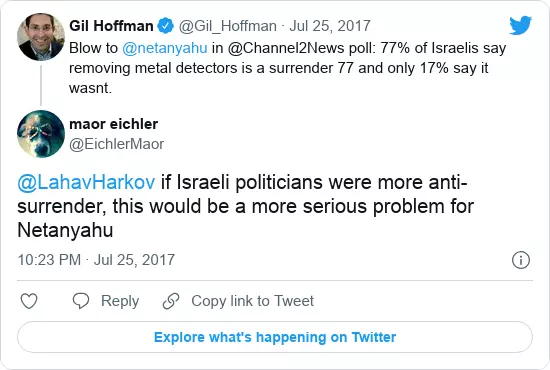 Gil Hoffman @Gil_Hoffman · Jul 25, 2017
Blow to @netanyahu in @Channel2News poll: 77% of Israelis say
removing metal detectors is a surrender 77 and only 17% say it
wasnt.
maor eichler
@EichlerMaor
@LahavHarkov if Israeli politicians were more anti-
surrender, this would be a more serious problem for
Netanyahu
10:23 PM · Jul 25, 2017
Reply
Copy link to Tweet
Explore what's happening on Twitter